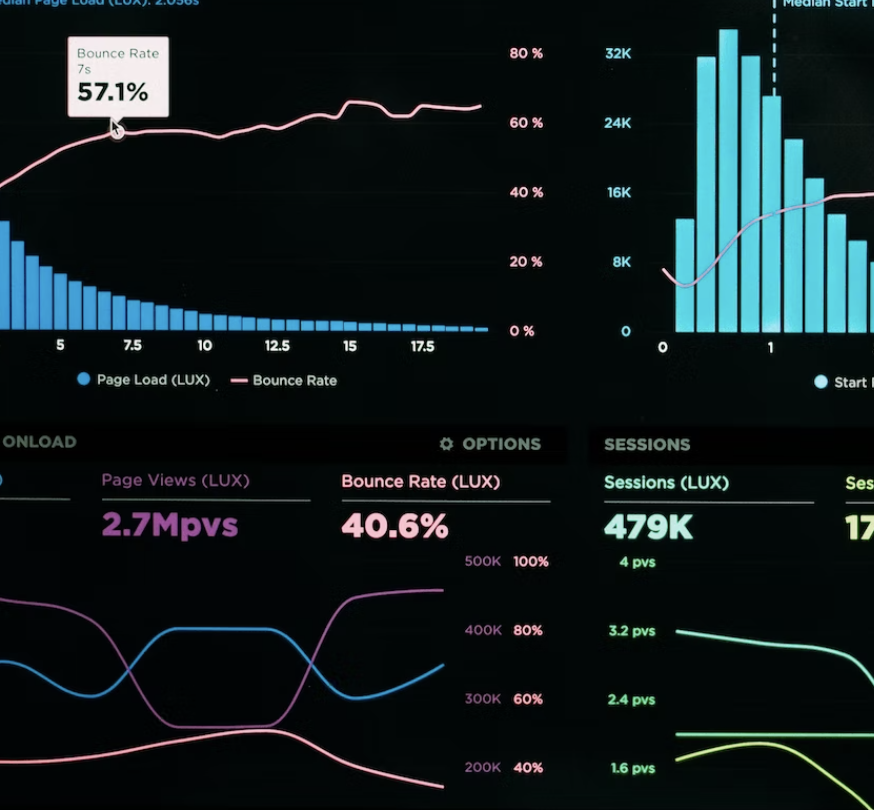 Median Page Load (LUX): 2.056s
Bounce Rate
7s
57.1%
80 %
60 %
40 %
20 %
0 %
5
7.5
10
12.5
15
17.5
Page Load (LUX)
Bounce Rate
Median Start
32K
24K
16K
8K
0
0
1
Start
ONLOAD
OPTIONS
Page Views (LUX)
2.7Mpvs
Bounce Rate (LUX)
40.6%
500K 100%
400K 80%
300K 60%
200K 40%
SESSIONS
Sessions (LUX)
479K
Ses
17
4 pvs
3.2 pvs
2.4 pvs
1.6 pvs